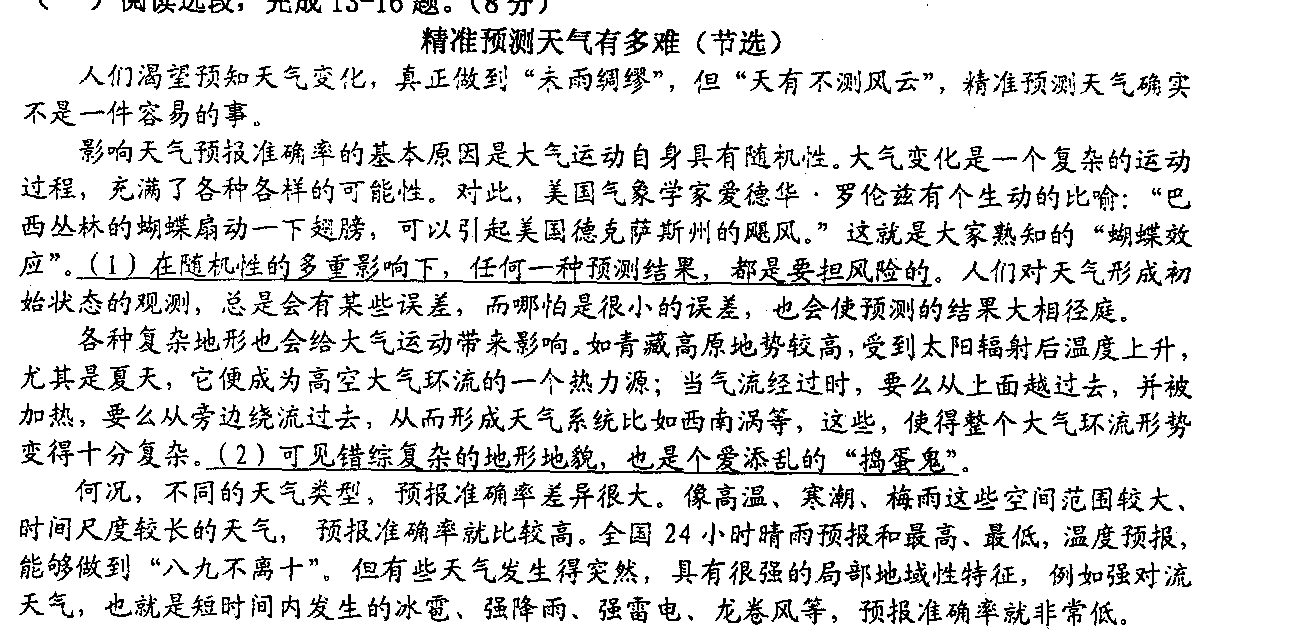 （ ）阅读选段，完成13-16题。（8分）
精准预测天气有多难（节选）
人们渴望预知天气变化，真正做到“未雨绸缪”，但“天有不测风云”，精准预测天气确实
不是一件容易的事。
影响天气预报准确率的基本原因是大气运动自身具有随机性。大气变化是一个复杂的运动
过程，充满了各种各样的可能性。对此，美国气象学家爱德华·罗伦兹有个生动的比喻：“巴
西丛林的蝴蝶扇动一下翅膀，可以引起美国德克萨斯州的飓风。”这就是大家熟知的“蝴蝶效
应”。（1）在随机性的多重影响下，任何一种预测结果，都是要担风险的。人们对天气形成初
始状态的观测，总是会有某些误差，而哪怕是很小的误差，也会使预测的结果大相径庭。
各种复杂地形也会给大气运动带来影响。如青藏高原地势较高，受到太阳辐射后温度上升，
尤其是夏天，它便成为高空大气环流的一个热力源；当气流经过时，要么从上面越过去，并被
加热，要么从旁边绕流过去，从而形成天气系统比如西南涡等，这些，使得整个大气环流形势
变得十分复杂。（2）可见错综复杂的地形地貌，也是个爱添乱的“捣蛋鬼”。
何况，不同的天气类型，预报准确率差异很大。像高温、寒潮、梅雨这些空间范围较大、
时间尺度较长的天气， 预报准确率就比较高。全国24小时晴雨预报和最高、最低，温度预报，
能够做到“八九不离十”。但有些天气发生得突然，具有很强的局部地域性特征，例如强对流
天气，也就是短时间内发生的冰雹、强降雨、强雷电、龙卷风等，预报准确率就非常低。